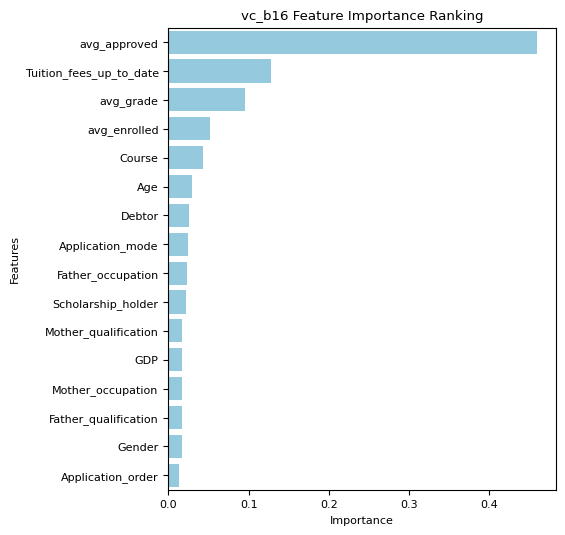 vc_b16 Feature Importance Ranking
Features
avg_approved
Tuition_fees_up_to_date
avg_grade
avg_enrolled
Course
Age
Debtor
Application_mode
Father_occupation
Scholarship_holder
Mother_qualification
GDP
Mother_occupation
Father_qualification
Gender
Application_order
0.0 0.1 0.2 0.3 0.4
Importance